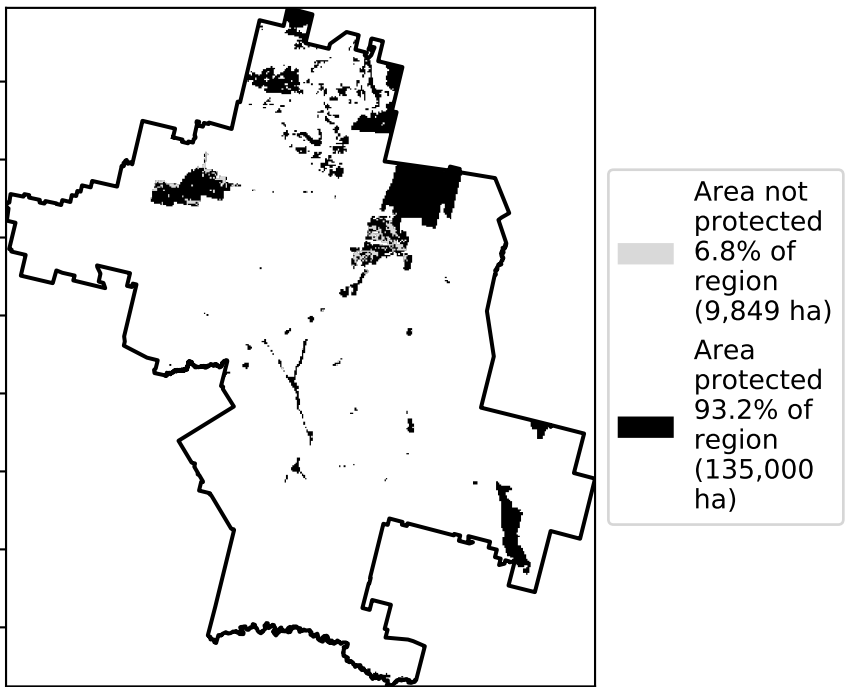 Area not
protected
6.8% of
region
(9,849 ha)
Area
protected
93.2% of
region
(135,000
ha)